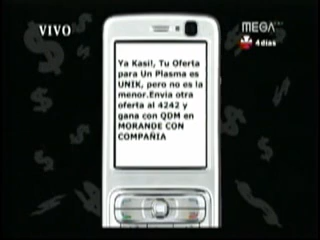 VIVO
MEGA
4 dias
Ya Kasi!, Tu Oferta
para Un Plasma es
UNIK, pero no es la
menor.Envia otra
oferta al 4242 y
gana con QDM en
MORANDE CON
COMPAÑIA